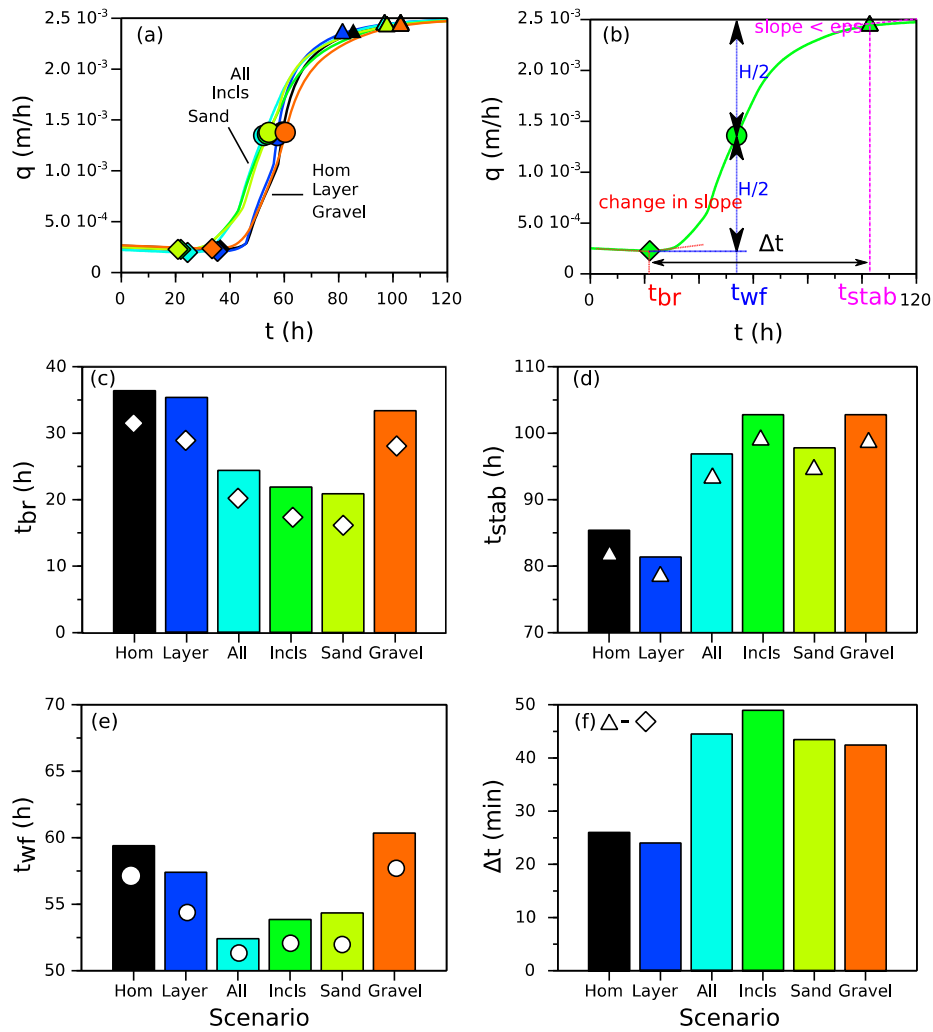 (a)
q (m/h)
2.5 10⁻³
2.0 10⁻³
1.5 10⁻³
1.0 10⁻³
5.0 10⁻⁴
0
All
Incls
Sand
Hom
Layer
Gravel
0 20 40 60 80 100 120
t (h)
(b)
slope < eps
q (m/h)
2.5 10⁻³
2.0 10⁻³
1.5 10⁻³
1.0 10⁻³
5.0 10⁻⁴
0
H/2
H/2
change in slope
Δt
t_br
t_wf
t_stab
0 120
t (h)
(c)
t_br (h)
40
30
20
10
0
Hom Layer All Incls Sand Gravel
(d)
t_stab (h)
110
100
90
80
70
Hom Layer All Incls Sand Gravel
(e)
t_wf (h)
70
65
60
55
50
Hom Layer All Incls Sand Gravel
Scenario
(f) △-◇
Δt (min)
50
40
30
20
10
0
Hom Layer All Incls Sand Gravel
Scenario